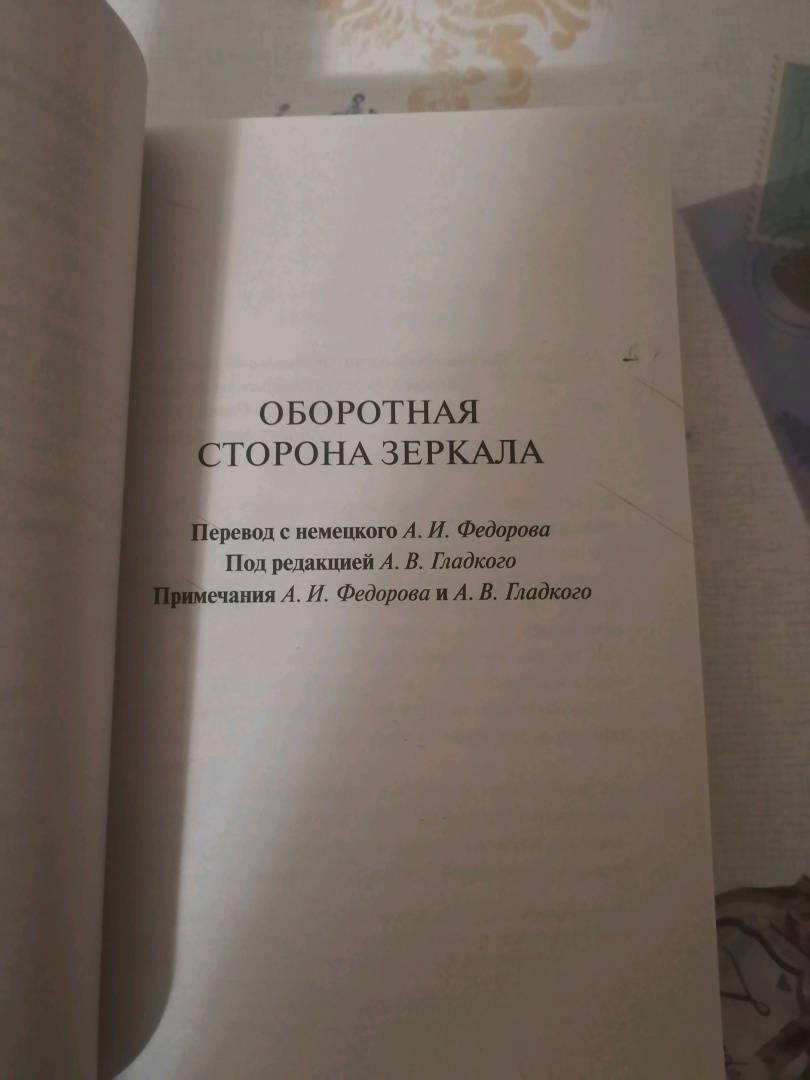 ОБОРОТНАЯ
СТОРОНА ЗЕРКАЛА
Перевод с немецкого А. И. Федорова
Под редакцией А. В. Гладкого
Примечания А. И. Федорова и А. В. Гладкого